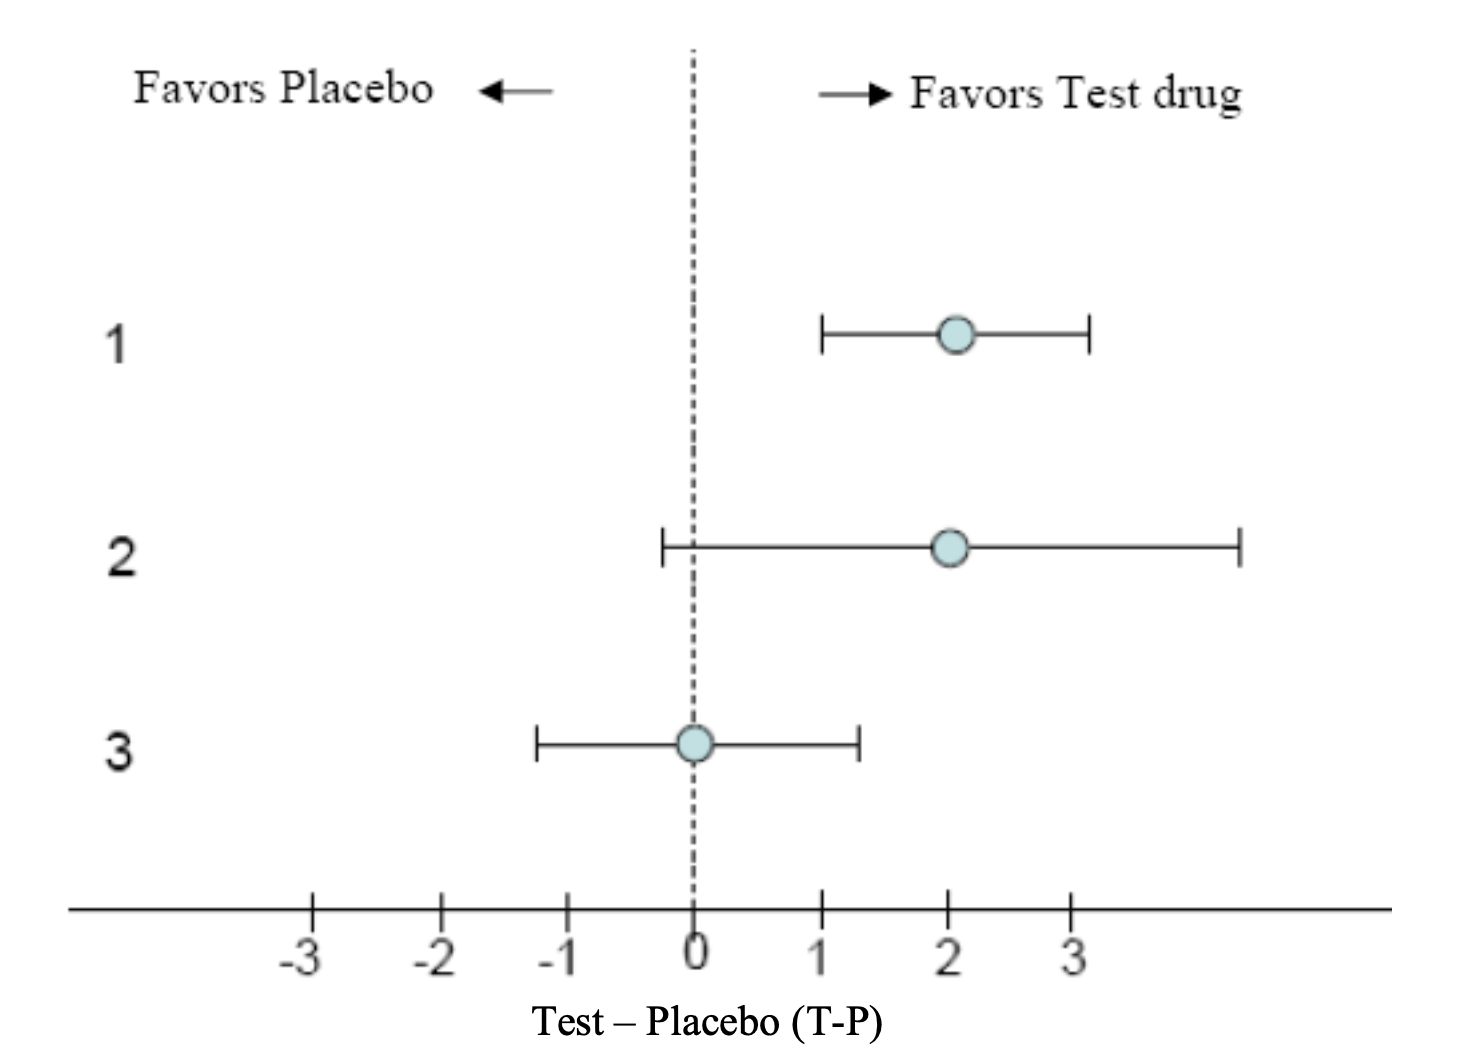 Favors Placebo
Favors Test drug
1
2
3
-3 -2 -1 0 1 2 3
Test – Placebo (T-P)